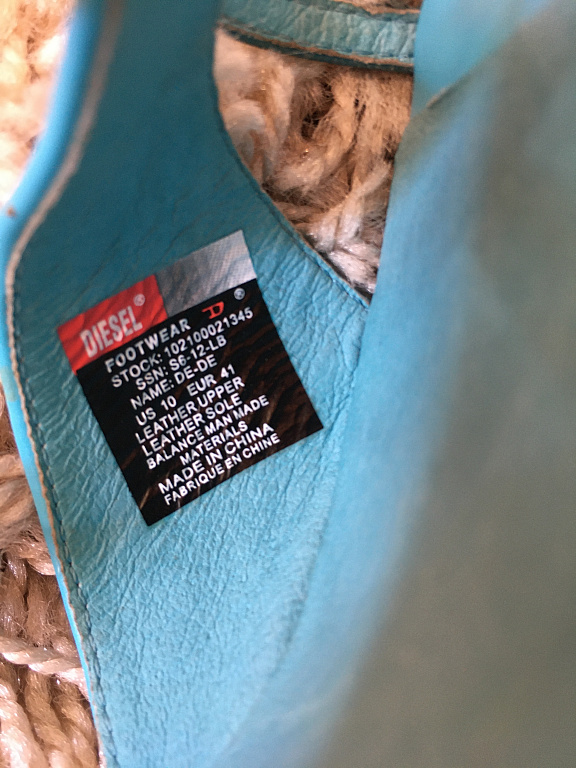 DIESEL®
D ®
FOOTWEAR
STOCK: 102100021345
SSN: S6-12-LB
NAME: DE-DE
US 10 EUR 41
LEATHER UPPER
LEATHER SOLE
BALANCE MAN MADE
MATERIALS
MADE IN CHINA
FABRIQUE EN CHINE